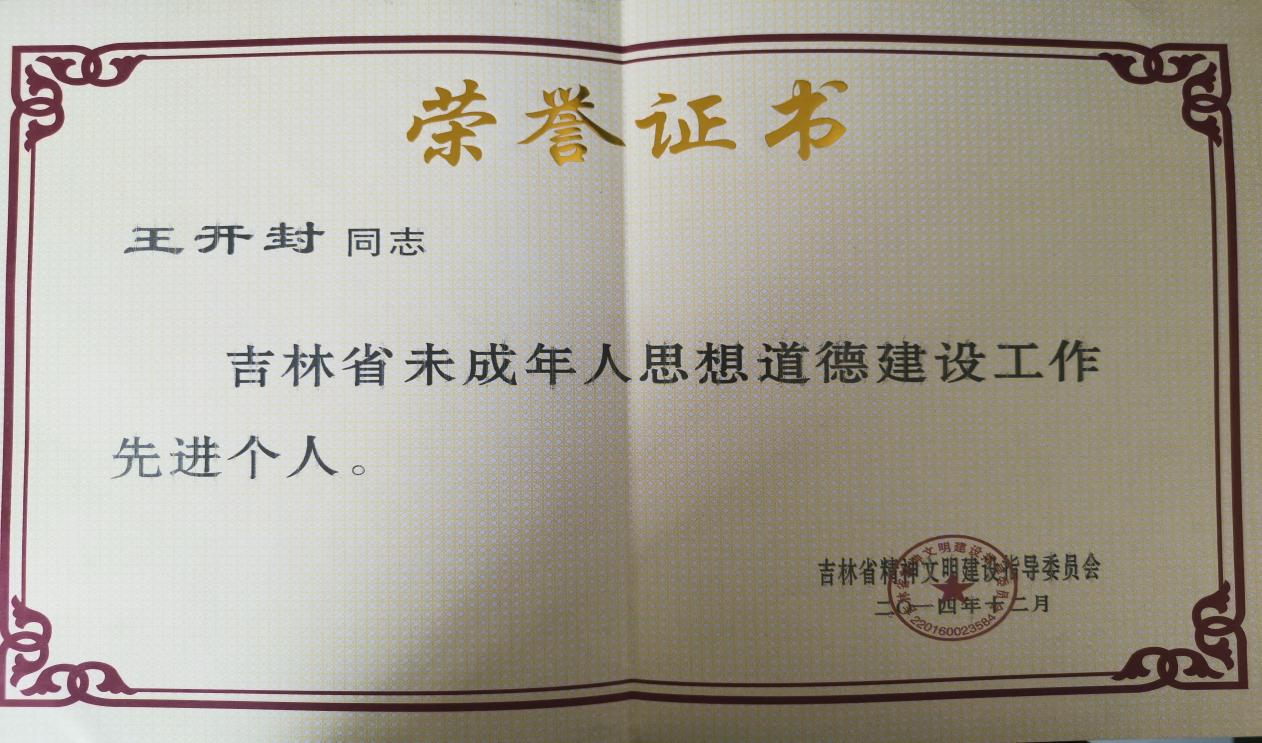 荣誉证书
王开封 同志
吉林省未成年人思想道德建设工作
先进个人。
吉林省精神文明建设指导委员会
二〇一四年十二月
2201600235844